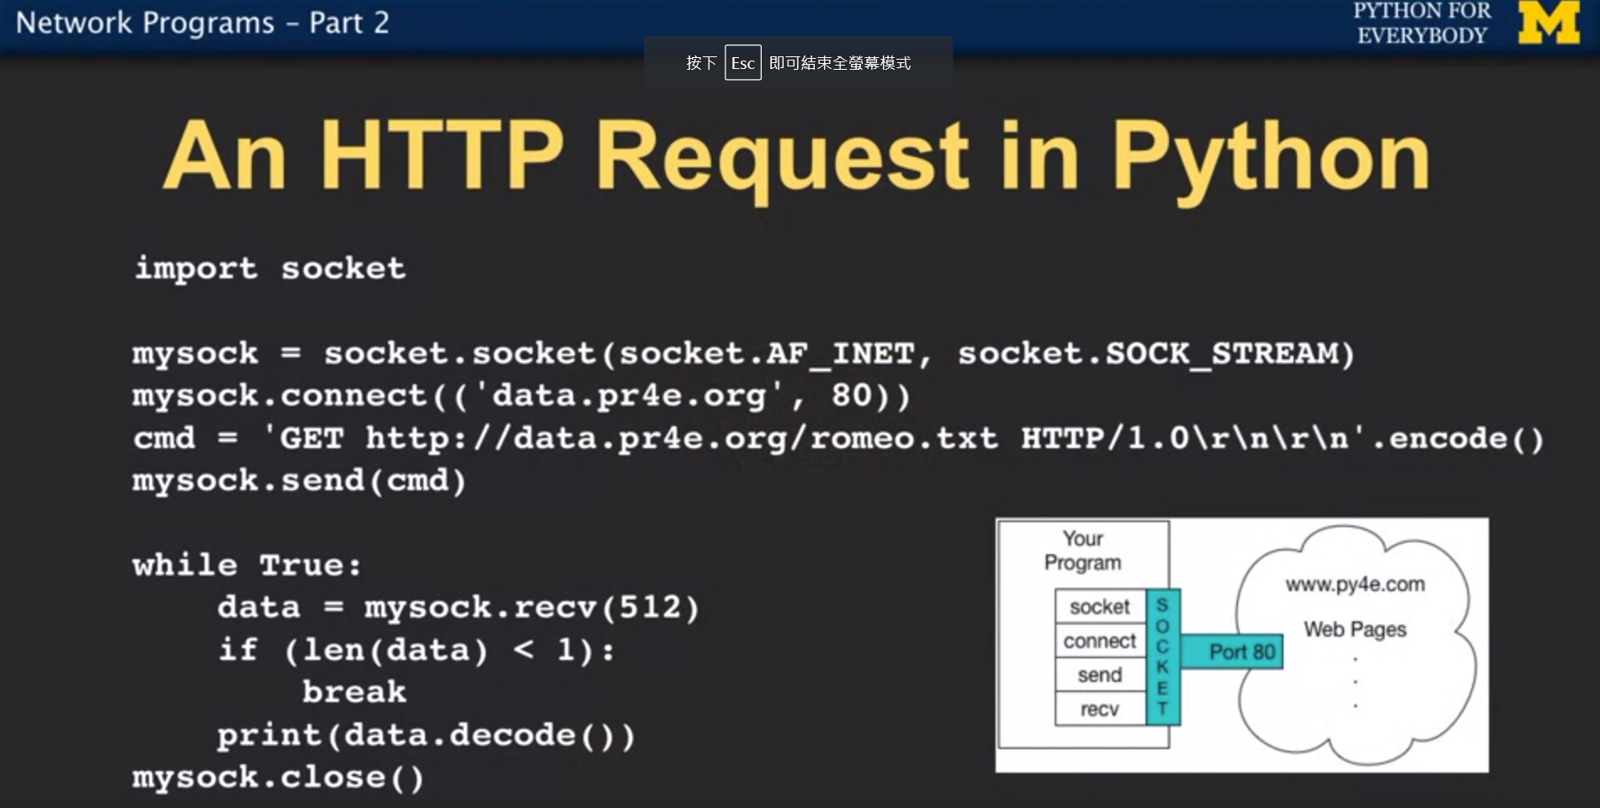 Network Programs – Part 2
PYTHON FOR
EVERYBODY
M
按下 Esc 即可結束全螢幕模式
An HTTP Request in Python
import socket
mysock = socket.socket(socket.AF_INET, socket.SOCK_STREAM)
mysock.connect(('data.pr4e.org', 80))
cmd = 'GET http://data.pr4e.org/romeo.txt HTTP/1.0\r\n\r\n'.encode()
mysock.send(cmd)
while True:
    data = mysock.recv(512)
    if (len(data) < 1):
        break
    print(data.decode())
mysock.close()
Your
Program
socket
connect
send
recv
SOCKET
Port 80
www.py4e.com
Web Pages
.
.
.